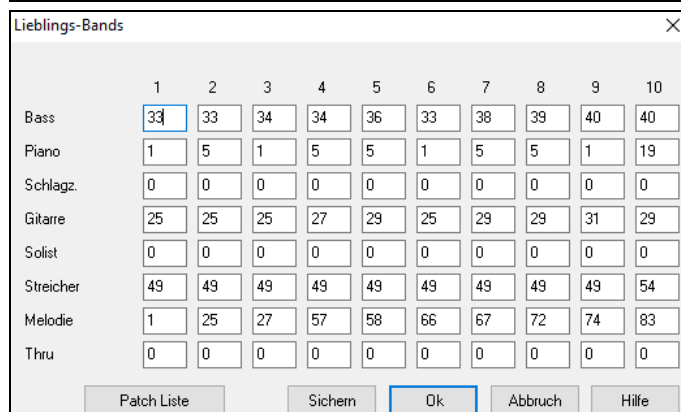 Lieblings-Bands
1 2 3 4 5 6 7 8 9 10
Bass 33 33 34 34 36 33 38 39 40 40
Piano 1 5 1 5 5 1 5 5 1 19
Schlagz. 0 0 0 0 0 0 0 0 0 0
Gitarre 25 25 25 27 29 25 29 29 31 29
Solist 0 0 0 0 0 0 0 0 0 0
Streicher 49 49 49 49 49 49 49 49 49 54
Melodie 1 25 27 57 58 66 67 72 74 83
Thru 0 0 0 0 0 0 0 0 0 0
Patch Liste Sichern Ok Abbruch Hilfe